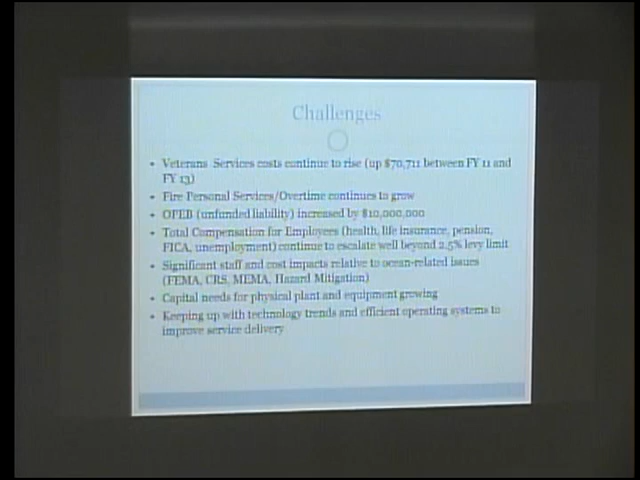 Challenges
• Veterans Services costs continue to rise (up $70,711 between FY 11 and
FY 13)
• Fire Personal Services/Overtime continues to grow
• OPEB (unfunded liability) increased by $10,000,000
• Total Compensation for Employees (health, life insurance, pension,
FICA, unemployment) continue to escalate well beyond 2.5% levy limit
• Significant staff and cost impacts relative to ocean-related issues
(FEMA, CRS, MEMA, Hazard Mitigation)
• Capital needs for physical plant and equipment growing
• Keeping up with technology trends and efficient operating systems to
improve service delivery